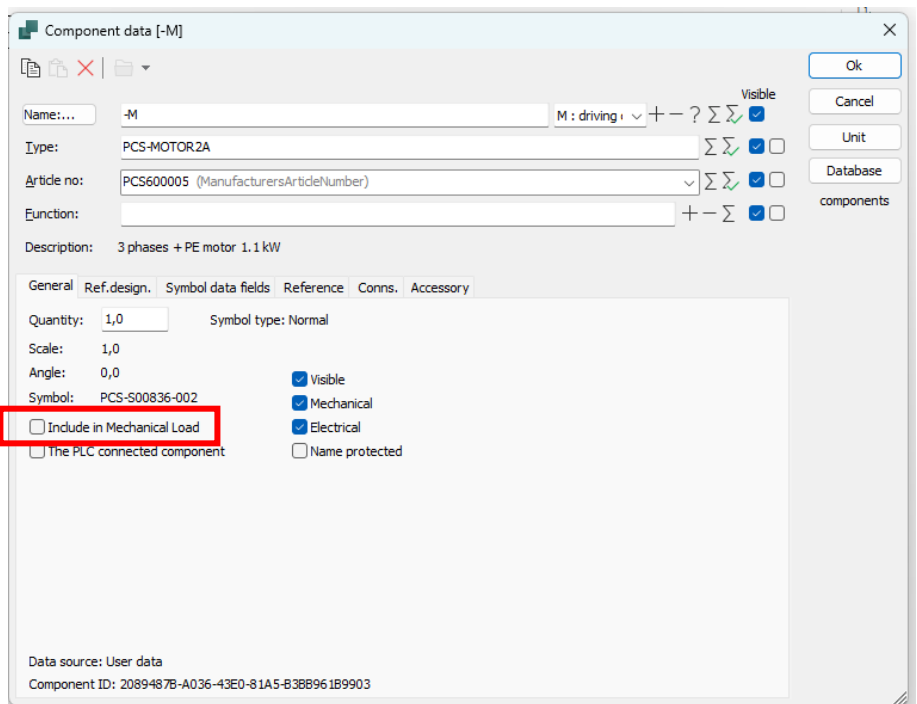 Component data [-M]
Ok
Visible
Name:...
-M
M : driving
Cancel
Type:
PCS-MOTOR2A
Unit
Article no:
PCS600005 (ManufacturersArticleNumber)
Database
Function:
components
Description:
3 phases + PE motor 1.1 kW
General Ref.design. Symbol data fields Reference Conns. Accessory
Quantity:
1,0
Symbol type: Normal
Scale:
1,0
Angle:
0,0
Visible
Symbol:
PCS-S00836-002
Mechanical
Include in Mechanical Load
Electrical
The PLC connected component
Name protected
Data source: User data
Component ID: 2089487B-A036-43E0-81A5-B3BB961B9903